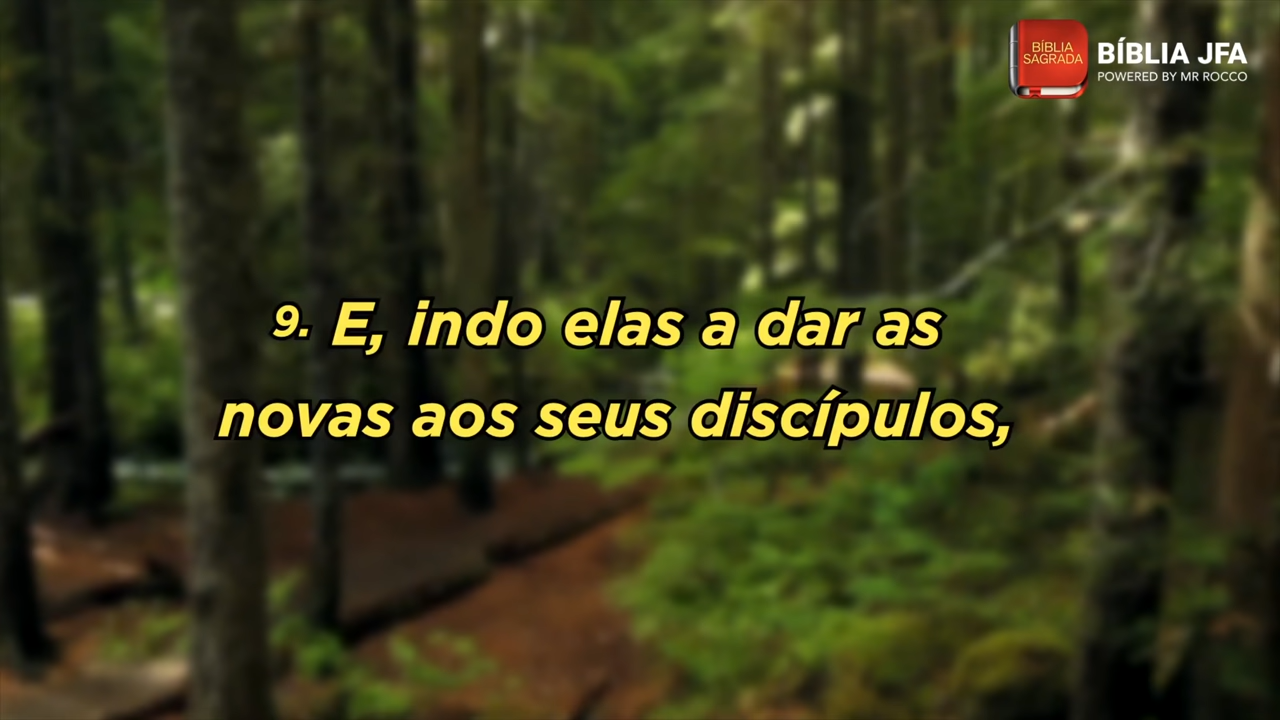 BÍBLIA
SAGRADA
BÍBLIA JFA
POWERED BY MR ROCCO
9. E, indo elas a dar as
novas aos seus discípulos,